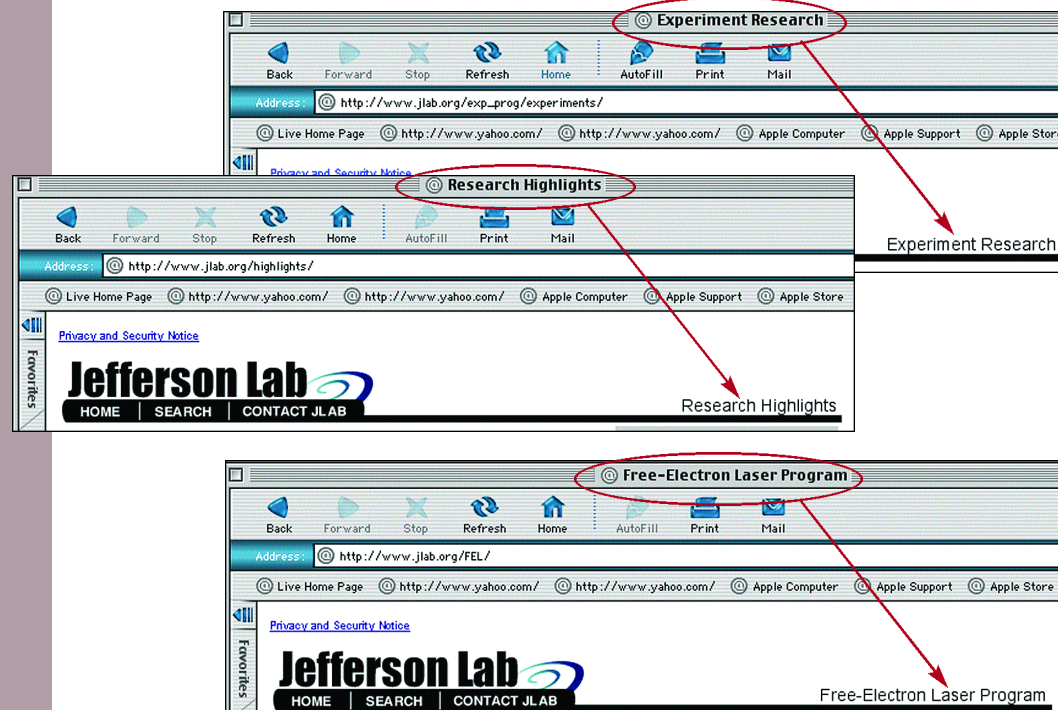 Experiment Research
Back Forward Stop Refresh Home AutoFill Print Mail
Address: http://www.jlab.org/exp_prog/experiments/
Live Home Page http://www.yahoo.com/ http://www.yahoo.com/ Apple Computer Apple Support Apple Stor
Privacy and Security Notice
Experiment Research
Research Highlights
Back Forward Stop Refresh Home AutoFill Print Mail
Address: http://www.jlab.org/highlights/
Live Home Page http://www.yahoo.com/ http://www.yahoo.com/ Apple Computer Apple Support Apple Store
Privacy and Security Notice
Favorites
Jefferson Lab
HOME SEARCH CONTACT JLAB
Research Highlights
Free-Electron Laser Program
Back Forward Stop Refresh Home AutoFill Print Mail
Address: http://www.jlab.org/FEL/
Live Home Page http://www.yahoo.com/ http://www.yahoo.com/ Apple Computer Apple Support Apple Store
Privacy and Security Notice
Favorites
Jefferson Lab
HOME SEARCH CONTACT JLAB
Free-Electron Laser Program